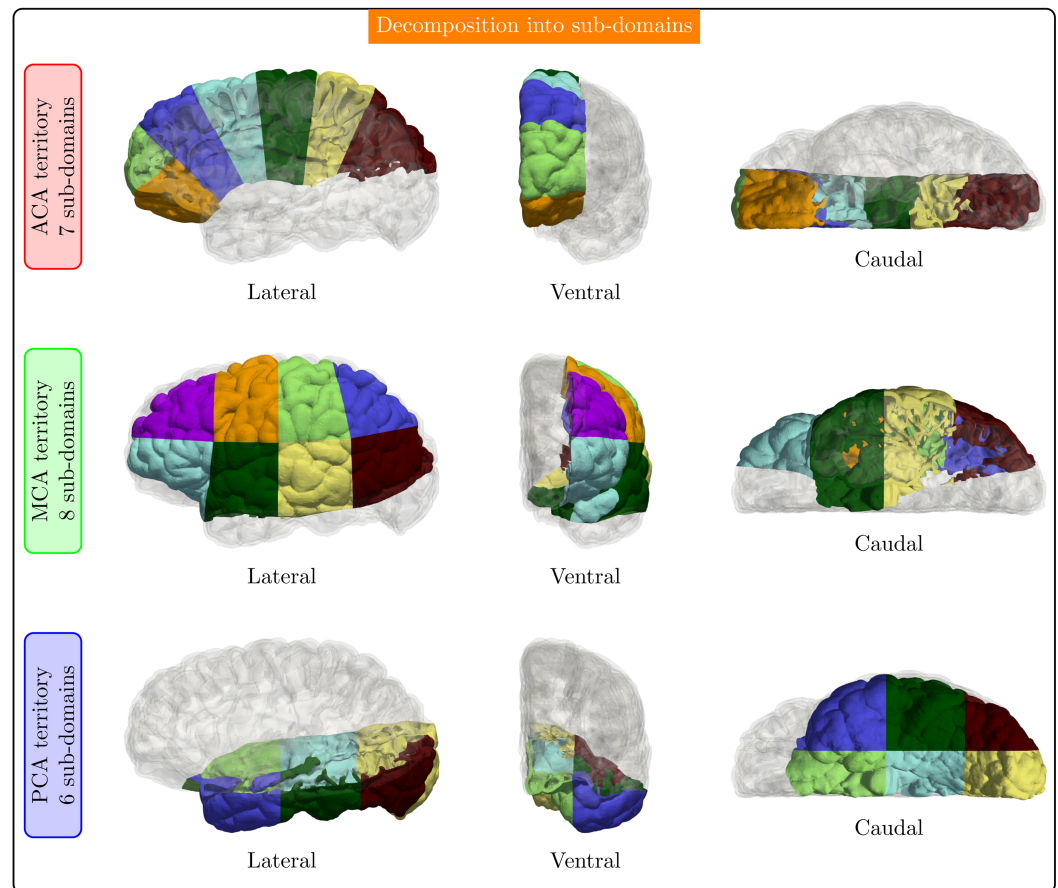 Decomposition into sub-domains
ACA territory
7 sub-domains
Lateral
Ventral
Caudal
MCA territory
8 sub-domains
Lateral
Ventral
Caudal
PCA territory
6 sub-domains
Lateral
Ventral
Caudal